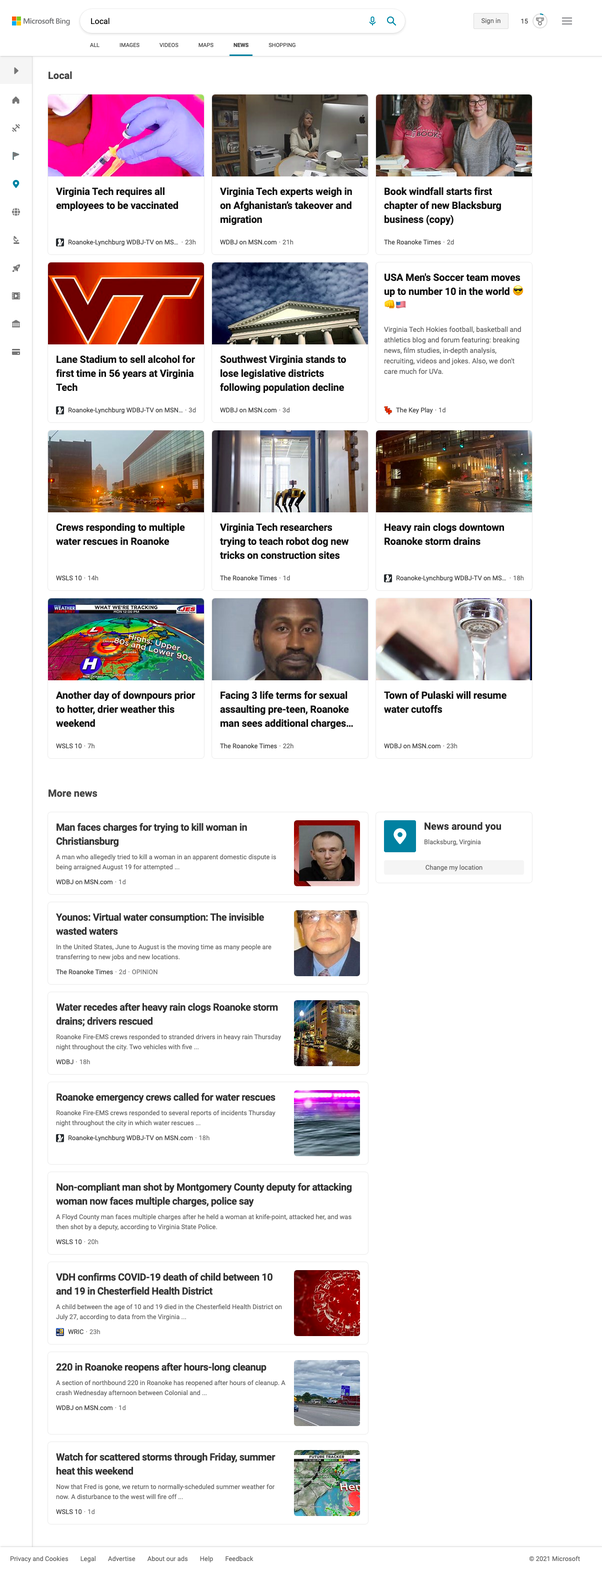 Microsoft Bing
Local
Sign in
15
ALL IMAGES VIDEOS MAPS NEWS SHOPPING
Local
Virginia Tech requires all
employees to be vaccinated
Roanoke-Lynchburg WDBJ-TV on MS... · 23h
Virginia Tech experts weigh in
on Afghanistan's takeover and
migration
WDBJ on MSN.com · 21h
Book windfall starts first
chapter of new Blacksburg
business (copy)
The Roanoke Times · 2d
VT
Lane Stadium to sell alcohol for
first time in 56 years at Virginia
Tech
Roanoke-Lynchburg WDBJ-TV on MSN... · 3d
Southwest Virginia stands to
lose legislative districts
following population decline
WDBJ on MSN.com · 3d
USA Men's Soccer team moves
up to number 10 in the world 😎
👊🇺🇸
Virginia Tech Hokies football, basketball and
athletics blog and forum featuring: breaking
news, film studies, in-depth analysis,
recruiting, videos and jokes. Also, we don't
care much for UVa.
The Key Play · 1d
Crews responding to multiple
water rescues in Roanoke
WSLS 10 · 14h
Virginia Tech researchers
trying to teach robot dog new
tricks on construction sites
The Roanoke Times · 1d
Heavy rain clogs downtown
Roanoke storm drains
Roanoke-Lynchburg WDBJ-TV on MS... · 18h
WEATHER
WHAT WE'RE TRACKING
Highs: Upper
80s and Lower 90s
L
H
Another day of downpours prior
to hotter, drier weather this
weekend
WSLS 10 · 7h
Facing 3 life terms for sexual
assaulting pre-teen, Roanoke
man sees additional charges...
The Roanoke Times · 22h
Town of Pulaski will resume
water cutoffs
WDBJ on MSN.com · 23h
More news
Man faces charges for trying to kill woman in
Christiansburg
A man who allegedly tried to kill a woman in an apparent domestic dispute is
being arraigned August 19 for attempted ...
WDBJ on MSN.com · 1d
News around you
Blacksburg, Virginia
Change my location
Younos: Virtual water consumption: The invisible
wasted waters
In the United States, June to August is the moving time as many people are
transferring to new jobs and new locations.
The Roanoke Times · 2d · OPINION
Water recedes after heavy rain clogs Roanoke storm
drains; drivers rescued
Roanoke Fire-EMS crews responded to stranded drivers in heavy rain Thursday
night throughout the city. Two vehicles with five ...
WDBJ · 18h
Roanoke emergency crews called for water rescues
Roanoke Fire-EMS crews responded to several reports of incidents Thursday
night throughout the city in which water rescues ...
Roanoke-Lynchburg WDBJ-TV on MSN.com · 18h
Non-compliant man shot by Montgomery County deputy for attacking
woman now faces multiple charges, police say
A Floyd County man faces multiple charges after he held a woman at knife-point, attacked her, and was
then shot by a deputy, according to Virginia State Police.
WSLS 10 · 20h
VDH confirms COVID-19 death of child between 10
and 19 in Chesterfield Health District
A child between the age of 10 and 19 died in the Chesterfield Health District on
July 27, according to data from the Virginia ...
WRIC · 23h
220 in Roanoke reopens after hours-long cleanup
A section of northbound 220 in Roanoke has reopened after hours of cleanup. A
crash Wednesday afternoon between Colonial and ...
WDBJ on MSN.com · 1d
Watch for scattered storms through Friday, summer
heat this weekend
Now that Fred is gone, we return to normally-scheduled summer weather for
now. A disturbance to the west will fire off ...
WSLS 10 · 1d
FUTURE TRACKER
Privacy and Cookies Legal Advertise About our ads Help Feedback
© 2021 Microsoft